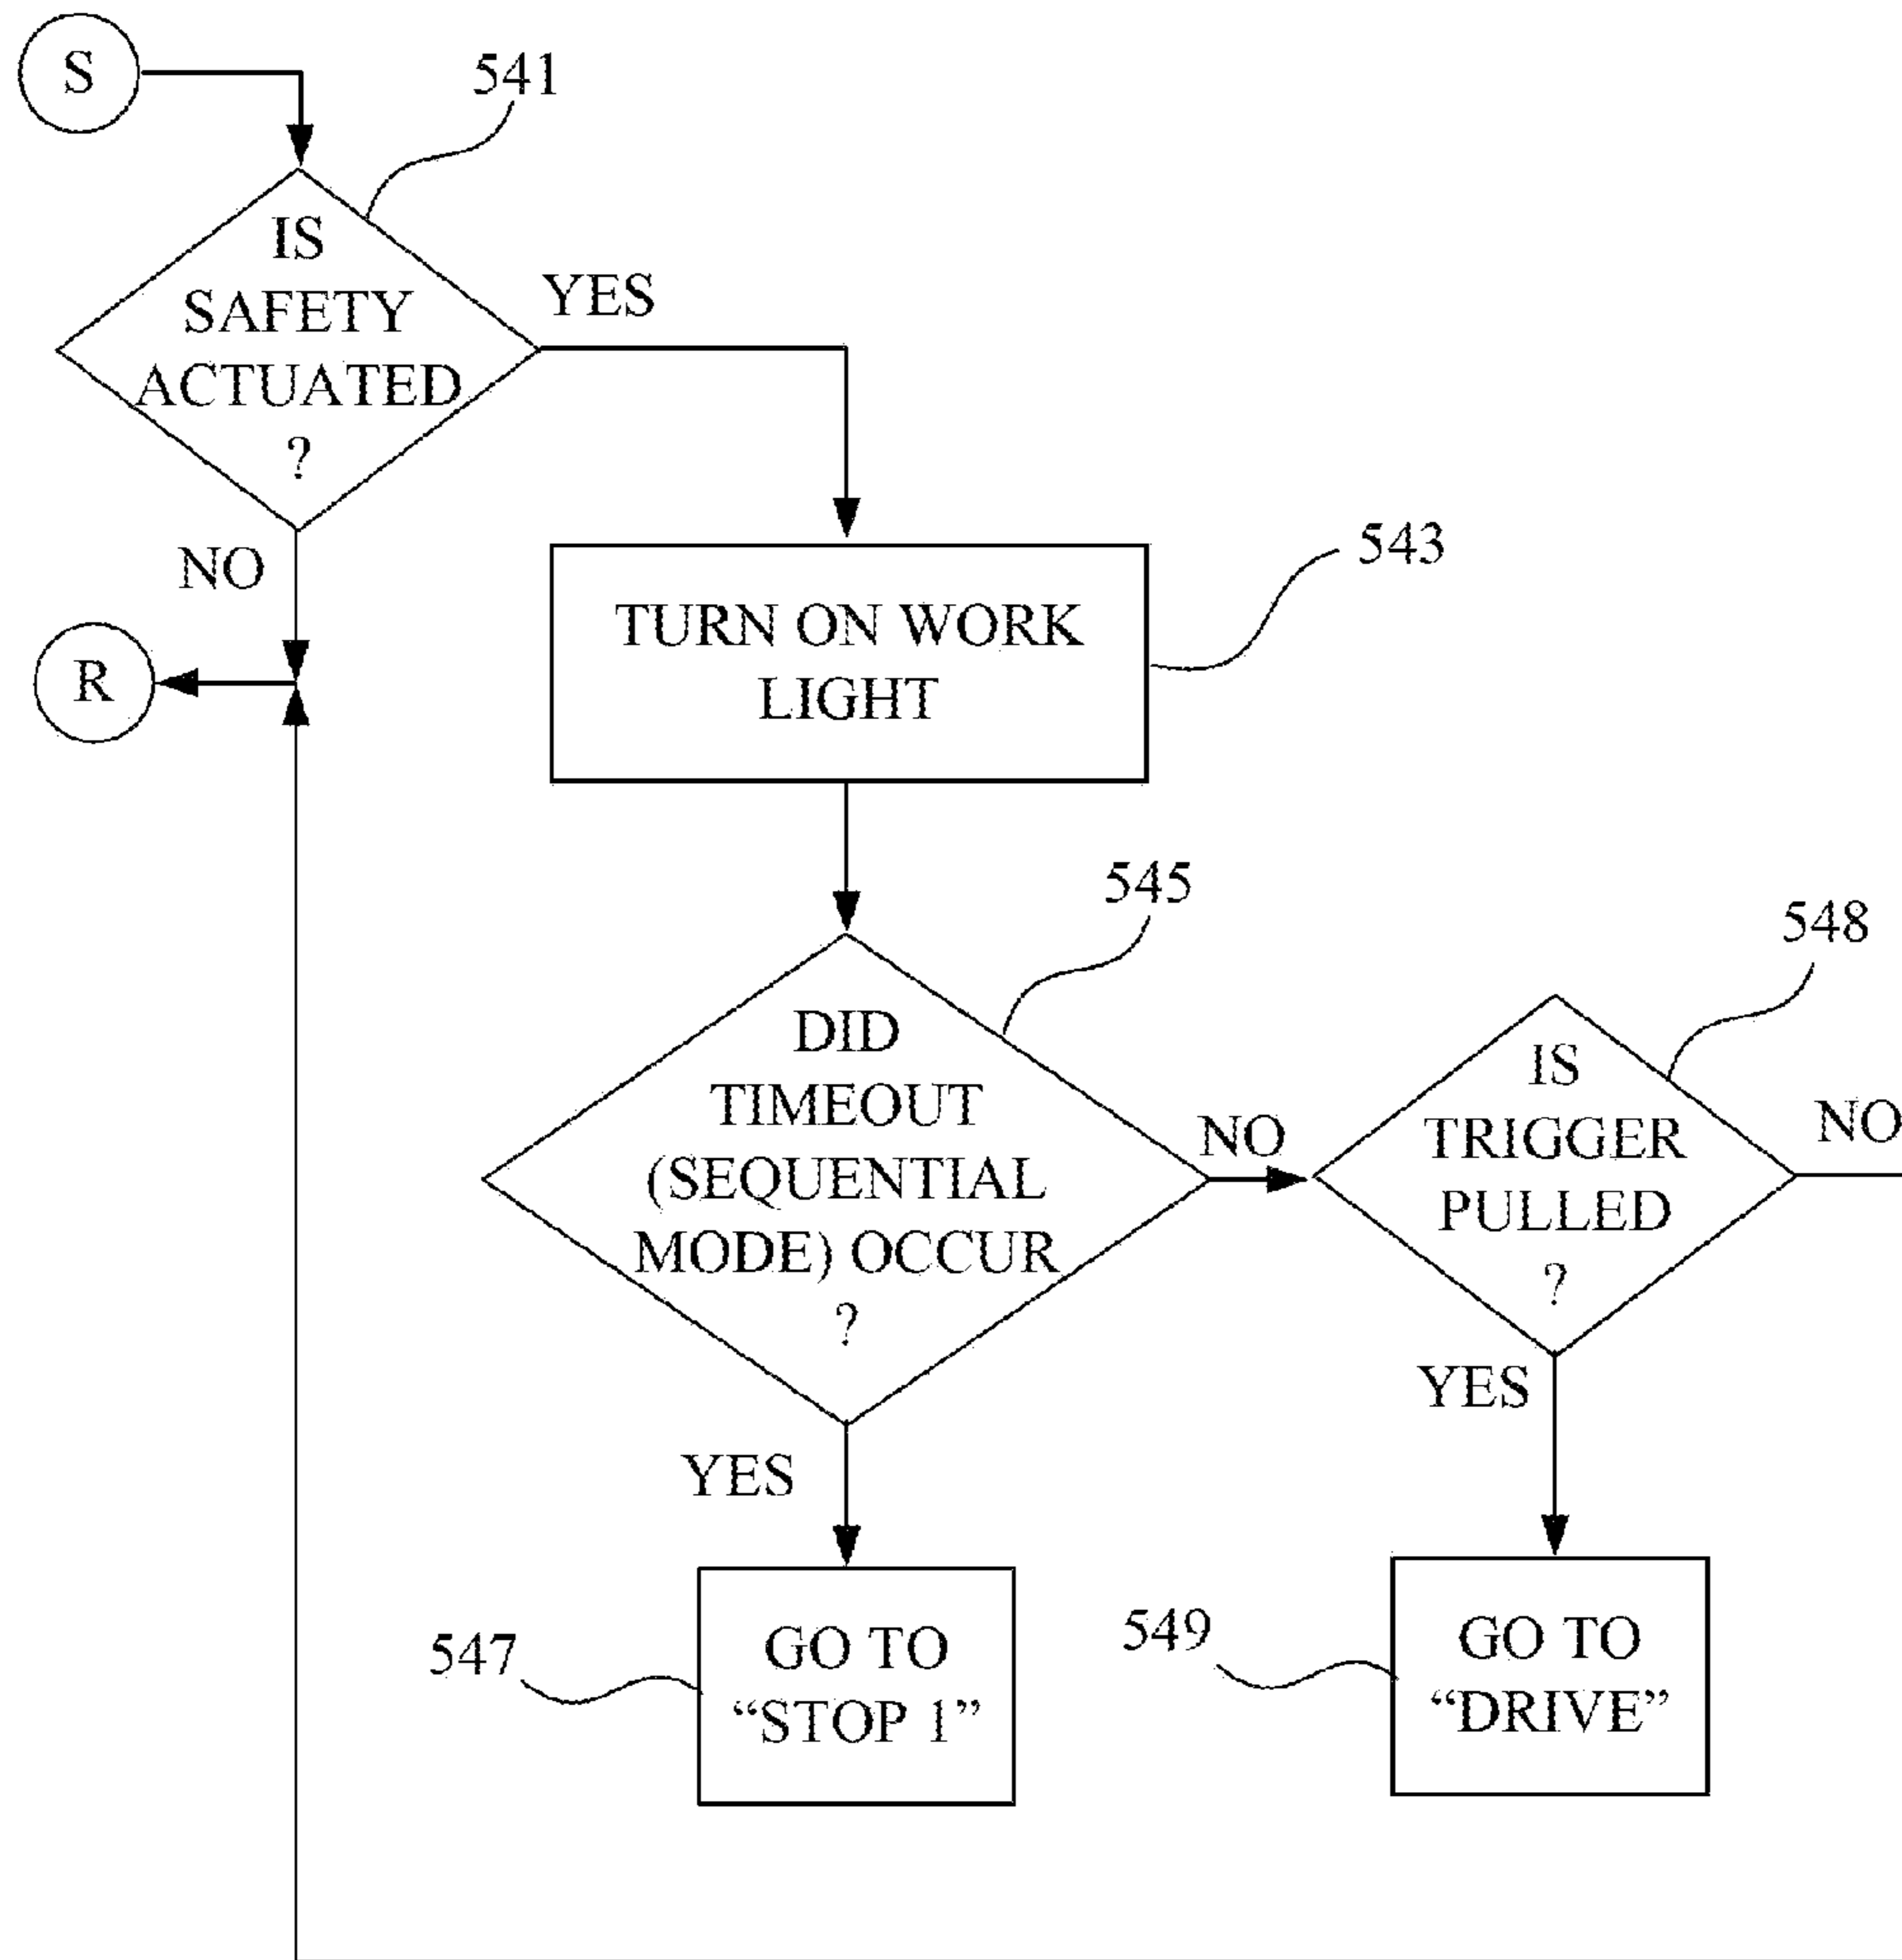 S
541
IS
SAFETY
ACTUATED
?
YES
NO
R
543
TURN ON WORK
LIGHT
545
DID
TIMEOUT
(SEQUENTIAL
MODE) OCCUR
?
NO
548
IS
TRIGGER
PULLED
?
NO
YES
YES
547
GO TO
“STOP 1”
549
GO TO
“DRIVE”